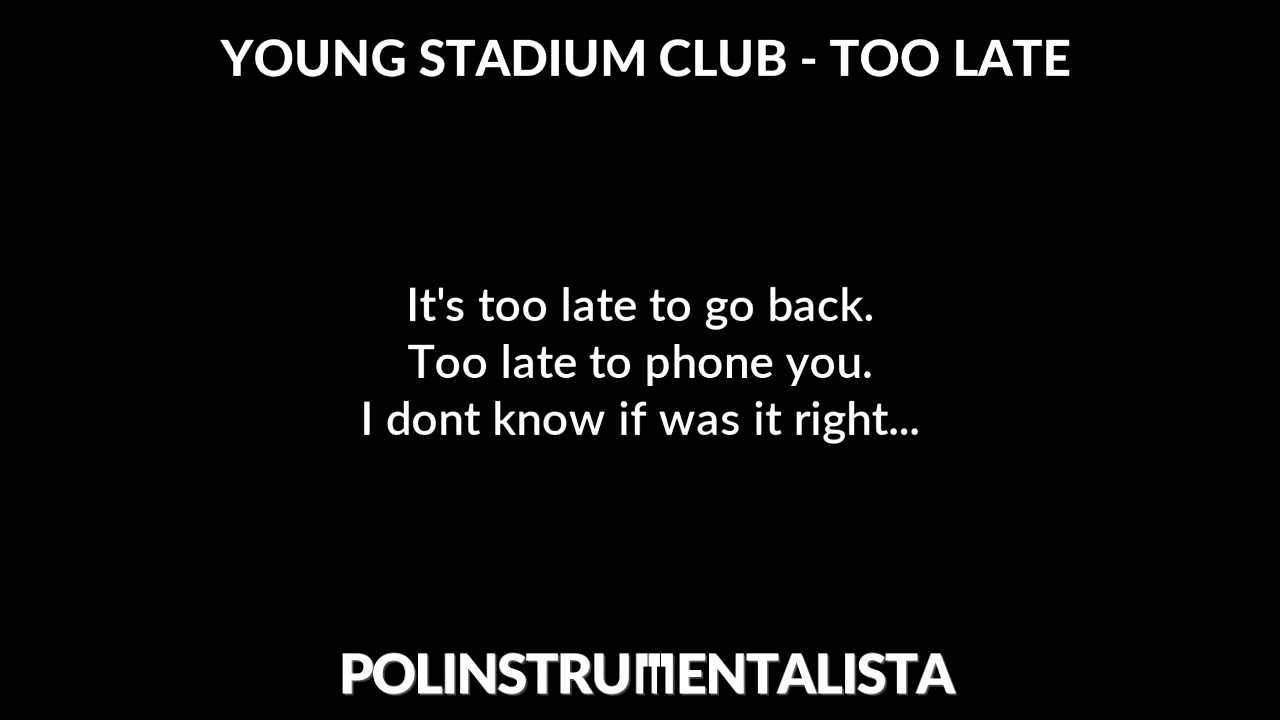 YOUNG STADIUM CLUB - TOO LATE
It's too late to go back.
Too late to phone you.
I dont know if was it right...
POLINSTRUMENTALISTA